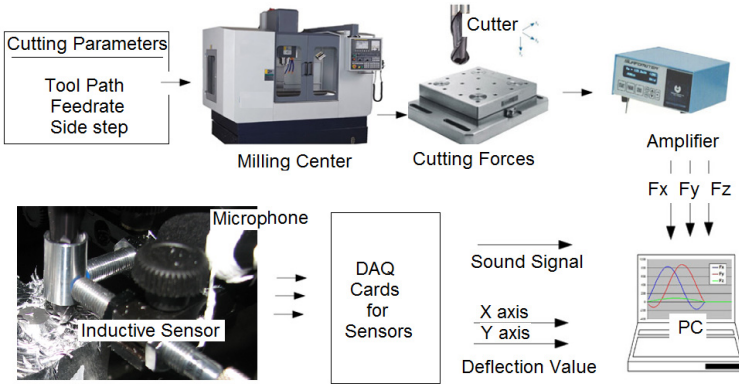 Cutting Parameters
Tool Path
Feedrate
Side step
Milling Center
Cutter
Cutting Forces
Amplifier
Fx Fy Fz
Microphone
Inductive Sensor
DAQ
Cards
for
Sensors
Sound Signal
X axis
Y axis
Deflection Value
PC